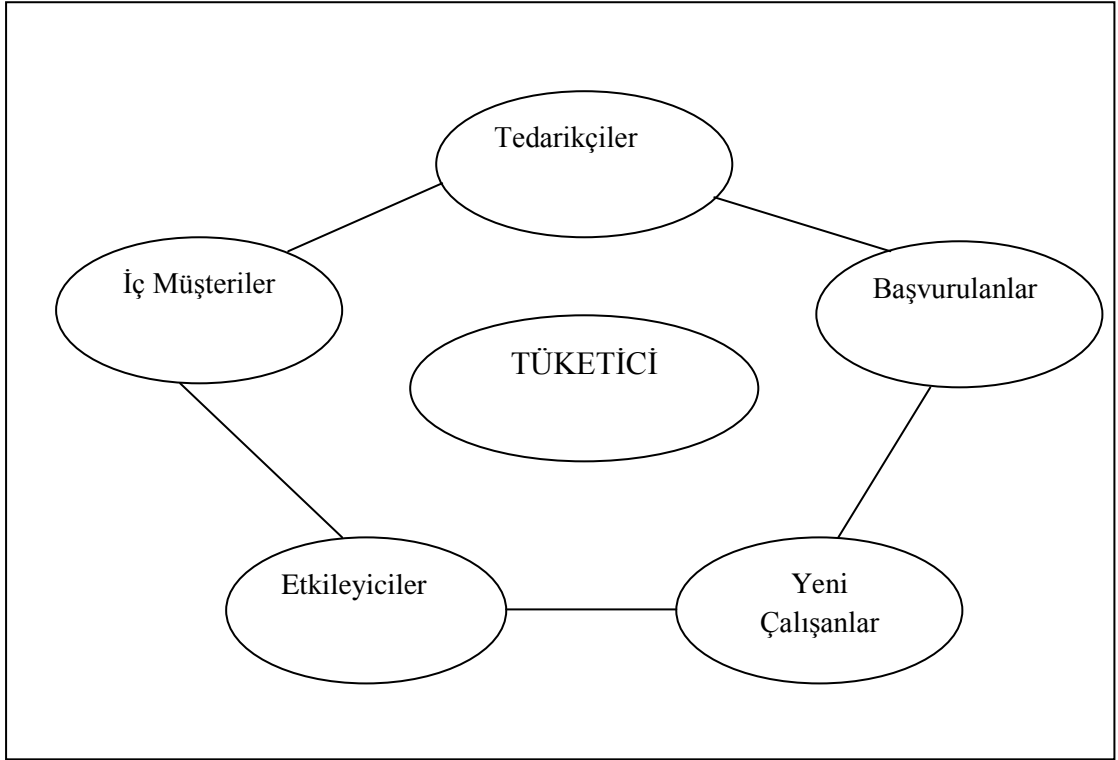 Tedarikçiler
İç Müşteriler
Başvurulanlar
TÜKETİCİ
Etkileyiciler
Yeni
Çalışanlar